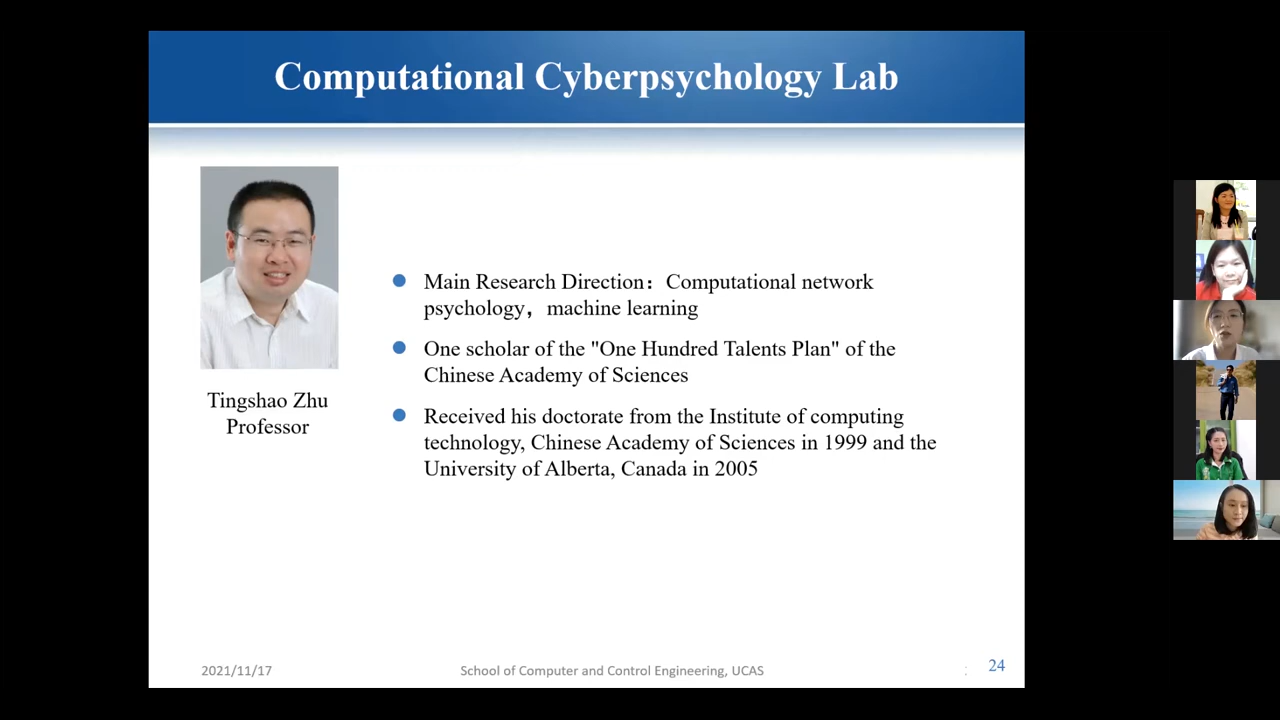 Computational Cyberpsychology Lab
Tingshao Zhu
Professor
Main Research Direction：Computational network
psychology，machine learning
One scholar of the "One Hundred Talents Plan" of the
Chinese Academy of Sciences
Received his doctorate from the Institute of computing
technology, Chinese Academy of Sciences in 1999 and the
University of Alberta, Canada in 2005
2021/11/17
School of Computer and Control Engineering, UCAS
24